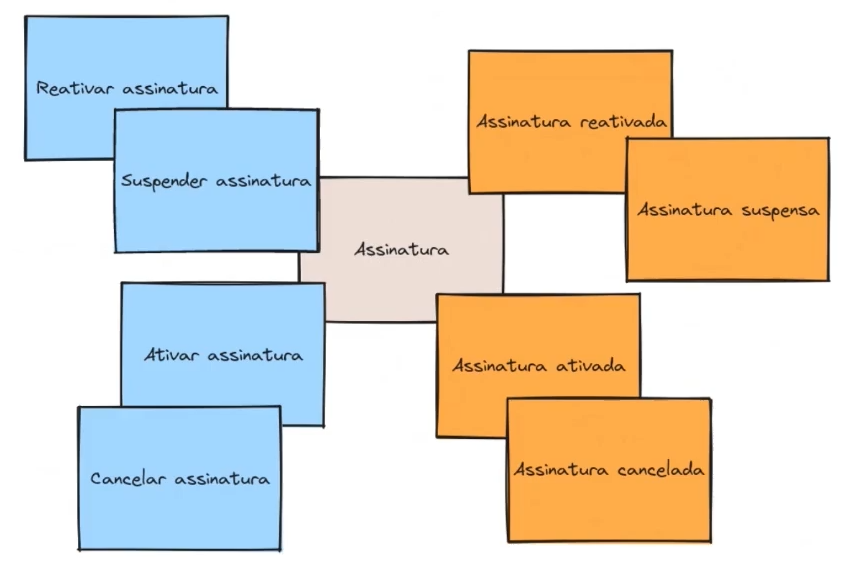 Reativar assinatura
Suspender assinatura
Assinatura
Ativar assinatura
Cancelar assinatura
Assinatura reativada
Assinatura suspensa
Assinatura ativada
Assinatura cancelada